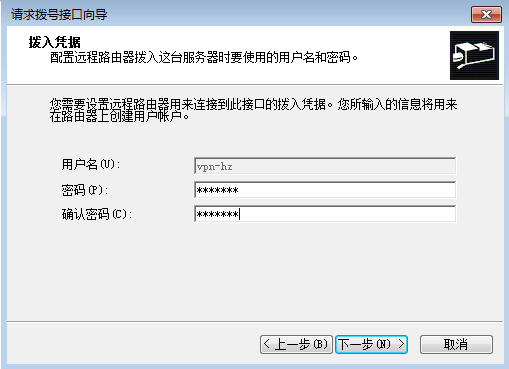 请求拨号接口向导
拨入凭据
配置远程路由器拨入这台服务器时要使用的用户名和密码。
您需要设置远程路由器用来连接到此接口的拨入凭据。您所输入的信息将用来
在路由器上创建用户帐户。
用户名(U): vpn-hz
密码(P): *******
确认密码(C): *******
< 上一步(B) 下一步(N) > 取消